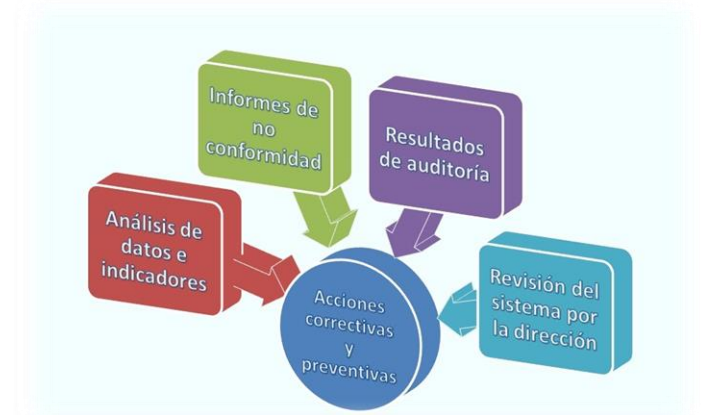 Informes de
no
conformidad
Resultados
de auditoría
Análisis de
datos e
indicadores
Revisión del
sistema por
la dirección
Acciones
correctivas
y
preventivas